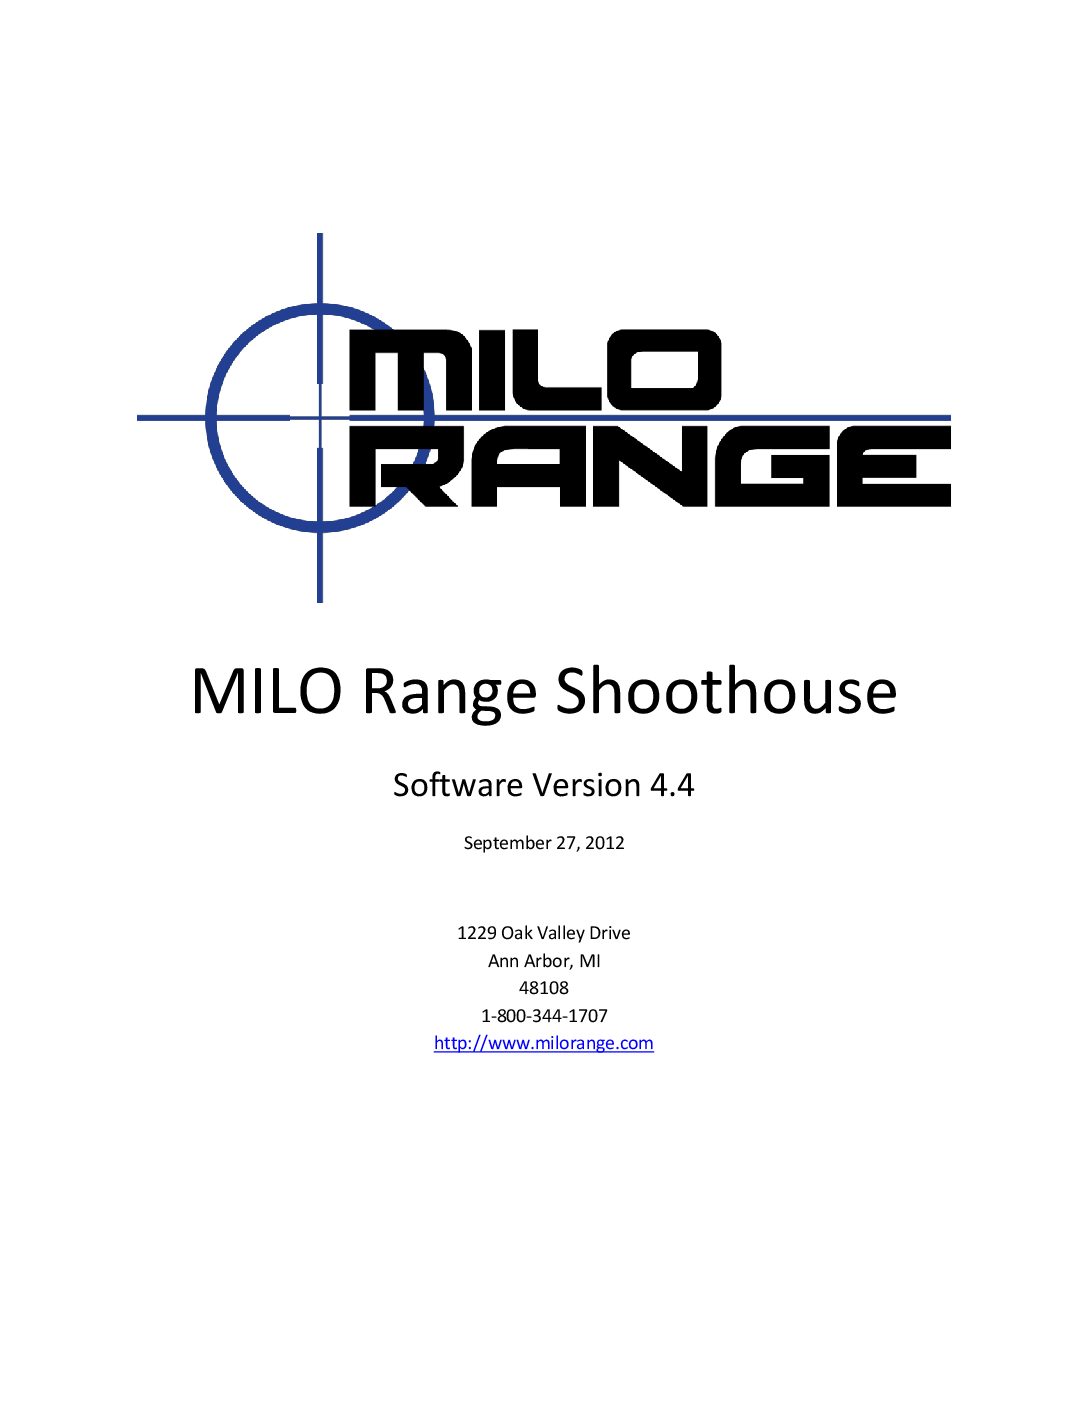 MILO
RANGE
MILO Range Shoothouse
Software Version 4.4
September 27, 2012
1229 Oak Valley Drive
Ann Arbor, MI
48108
1-800-344-1707
http://www.milorange.com